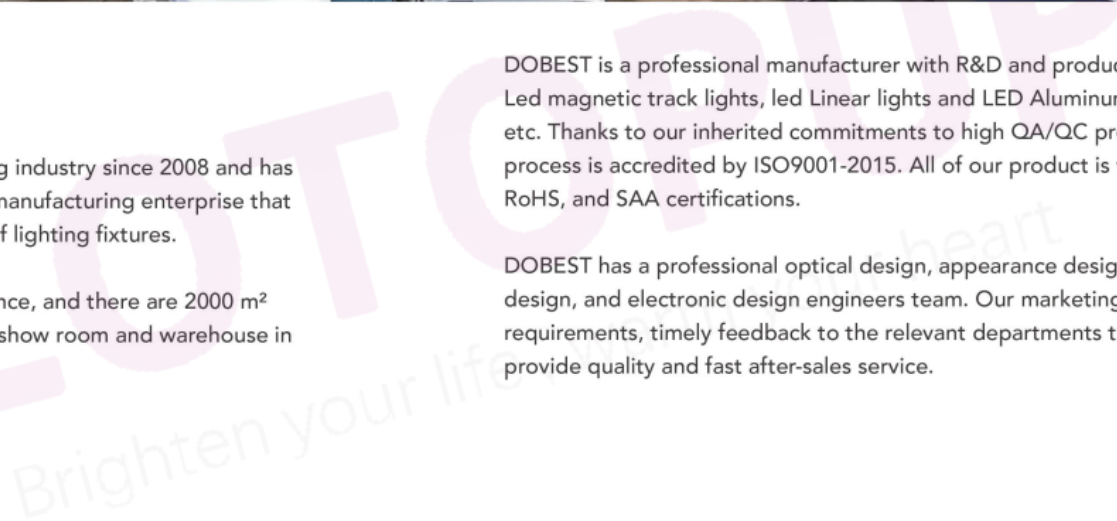 g industry since 2008 and has
manufacturing enterprise that
f lighting fixtures.
nce, and there are 2000 m²
show room and warehouse in
DOBEST is a professional manufacturer with R&D and produc
Led magnetic track lights, led Linear lights and LED Aluminu
etc. Thanks to our inherited commitments to high QA/QC pr
process is accredited by ISO9001-2015. All of our product is
RoHS, and SAA certifications.
DOBEST has a professional optical design, appearance desig
design, and electronic design engineers team. Our marketing
requirements, timely feedback to the relevant departments t
provide quality and fast after-sales service.
LOTOPUP
Brighten your life, warm your heart